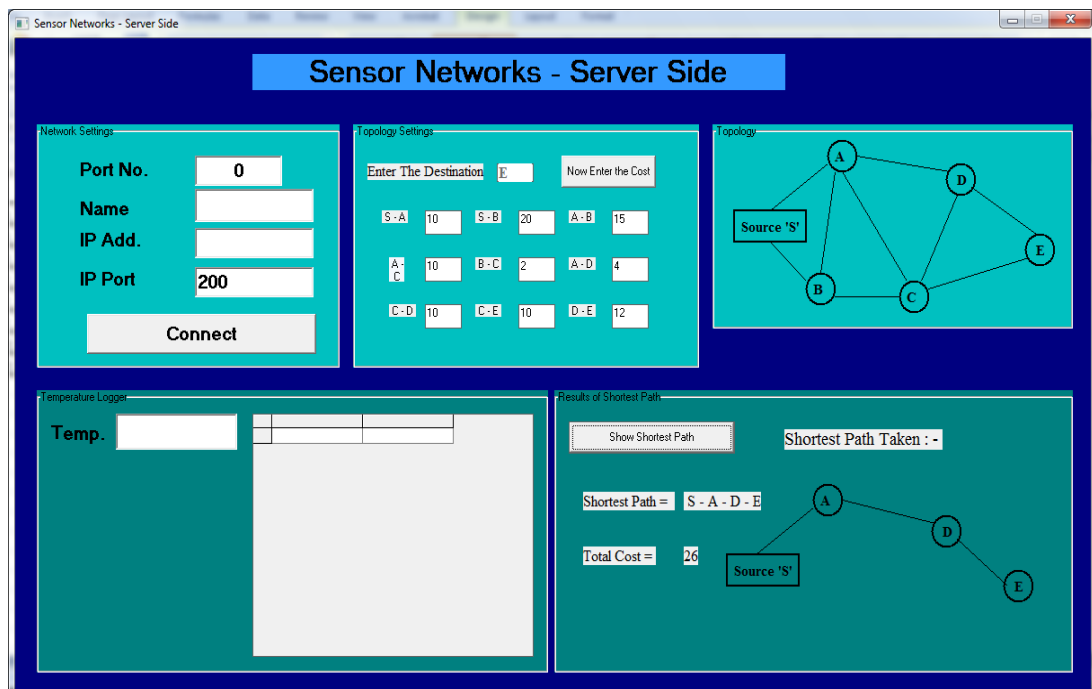 Sensor Networks - Server Side
Sensor Networks - Server Side
Network Settings
Port No. 0
Name
IP Add.
IP Port 200
Connect
Topology Settings
Enter The Destination E Now Enter the Cost
S - A 10 S - B 20 A - B 15
A -
C 10 B - C 2 A - D 4
C - D 10 C - E 10 D - E 12
Topology
A
D
Source 'S'
E
B
C
Temperature Logger
Temp.
Results of Shortest Path
Show Shortest Path Shortest Path Taken : -
Shortest Path = S - A - D - E
Total Cost = 26
A
D
Source 'S'
E